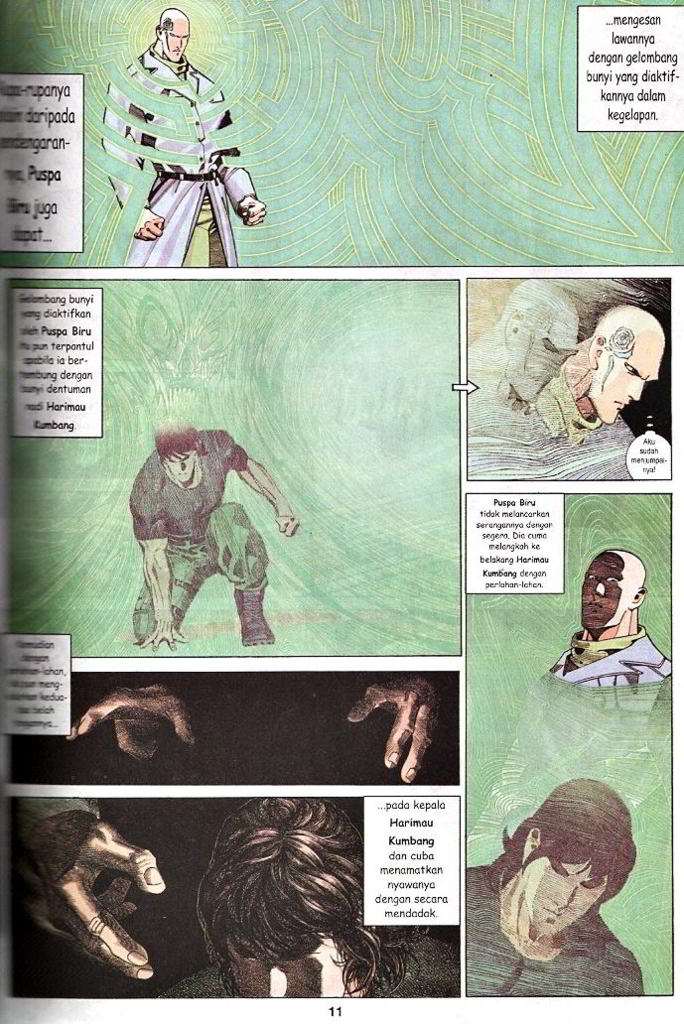 daripada
Puspa
Biru juga
dapat...
...mengesan
lawannya
dengan gelombang
bunyi yang diaktif-
kannya dalam
kegelapan.
Gelombang bunyi
yang diaktifkan
oleh Puspa Biru
itu pun terpantul
apabila ia ber-
tembung dengan
bunyi dentuman
nadi Harimau
Kumbang.
Aku
sudah
menjumpai-
nya!
Puspa Biru
tidak melancarkan
serangannya dengan
segera. Dia cuma
melangkah ke
belakang Harimau
Kumbang dengan
perlahan-lahan.
Kemudian
dengan
...pada kepala
Harimau
Kumbang
dan cuba
menamatkan
nyawanya
dengan secara
mendadak.
11